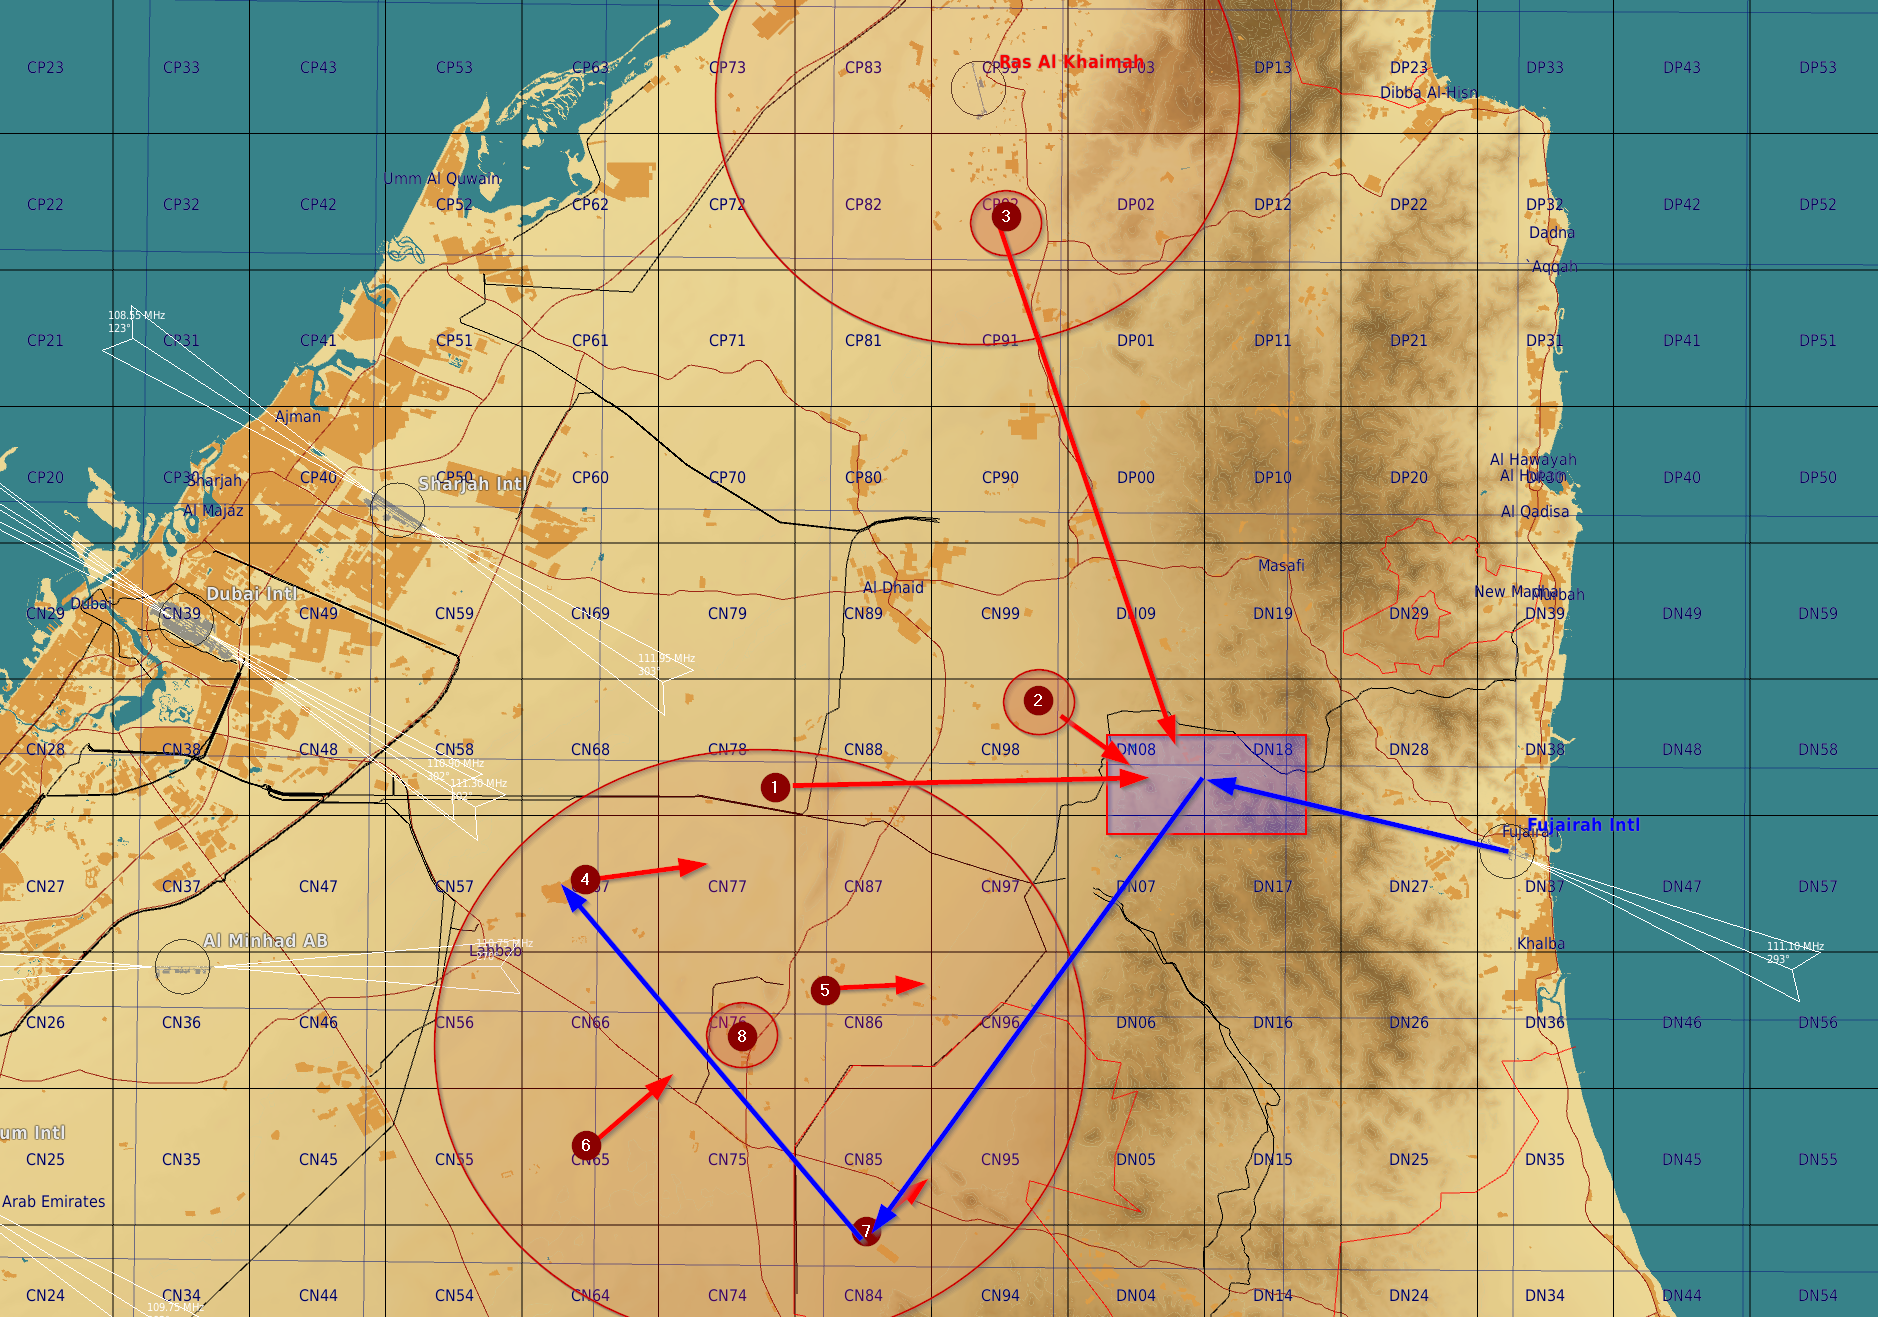 CP23 CP33 CP43 CP53 CP63 CP73 CP83 CP93 DP03 DP13 DP23 DP33 DP43 DP53
Ras Al Khaimah
Dibba Al-Hisn
Umm Al Quwain
CP22 CP32 CP42 CP52 CP62 CP72 CP82 CP92 DP02 DP12 DP22 DP32 DP42 DP52
3
Dadna
`Aqqah
108.55 MHz
123°
CP21 CP31 CP41 CP51 CP61 CP71 CP81 CP91 DP01 DP11 DP21 DP31 DP41 DP51
Ajman
Al Hawayah
CP20 CP30 CP40 CP50 CP60 CP70 CP80 CP90 DP00 DP10 DP20 DP30 DP40 DP50
Sharjah
Sharjah Intl
Al Majaz
Al Qadisa
Masafi
Al Dhaid
Dubai Intl
New Madha
Murbah
Dubai
CN29 CN39 CN49 CN59 CN69 CN79 CN89 CN99 DN09 DN19 DN29 DN39 DN49 DN59
111.95 MHz
303°
2
CN28 CN38 CN48 CN58 CN68 CN78 CN88 CN98 DN08 DN18 DN28 DN38 DN48 DN58
110.90 MHz
302°
111.30 MHz
1
Fujairah Intl
Fujairah
4
CN27 CN37 CN47 CN57 CN67 CN77 CN87 CN97 DN07 DN17 DN27 DN37 DN47 DN57
Al Minhad AB
110.75 MHz
Lahbab
Khalba
111.10 MHz
293°
5
CN26 CN36 CN46 CN56 CN66 CN76 CN86 CN96 DN06 DN16 DN26 DN36 DN46 DN56
8
um Intl
6
CN25 CN35 CN45 CN55 CN65 CN75 CN85 CN95 DN05 DN15 DN25 DN35 DN45 DN55
Arab Emirates
7
CN24 CN34 CN44 CN54 CN64 CN74 CN84 CN94 DN04 DN14 DN24 DN34 DN44 DN54
109.75 MHz